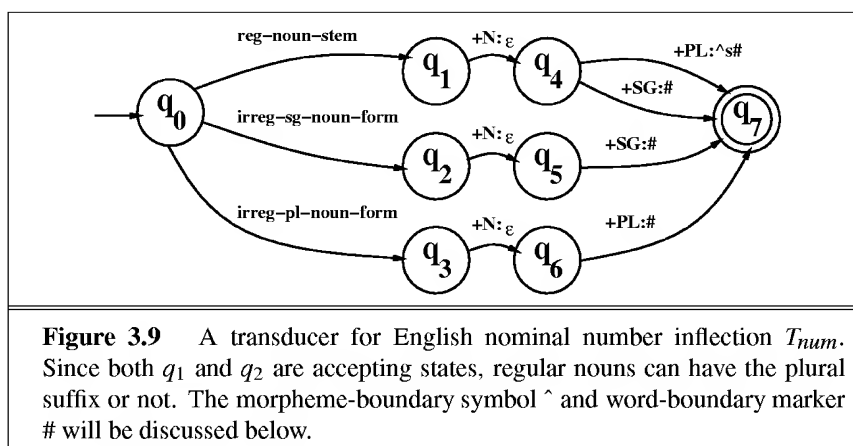 reg-noun-stem
+N:ε
+PL:^s#
q1
q4
+SG:#
q0
q7
irreg-sg-noun-form
+N:ε
+SG:#
q2
q5
irreg-pl-noun-form
+N:ε
+PL:#
q3
q6
Figure 3.9 A transducer for English nominal number inflection Tnum.
Since both q1 and q2 are accepting states, regular nouns can have the plural
suffix or not. The morpheme-boundary symbol ^ and word-boundary marker
# will be discussed below.